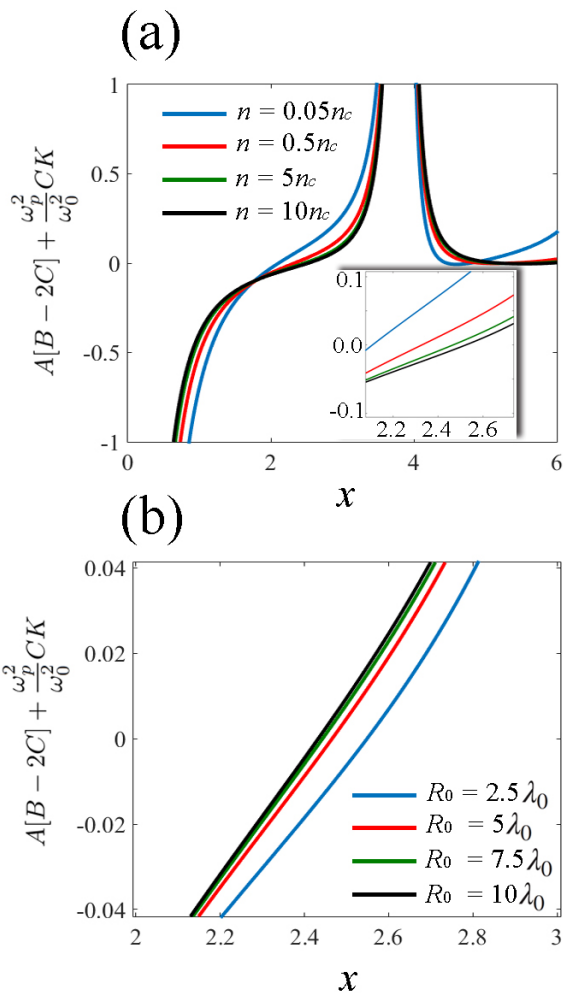 (a)
1
0.5
0
-0.5
-1
A[B − 2C] + ω_p^2/ω_0^2 CK
n = 0.05n_c
n = 0.5n_c
n = 5n_c
n = 10n_c
0.1
0.0
-0.1
2.2 2.4 2.6
0 2 4 6
x
(b)
0.04
0.02
0
-0.02
-0.04
A[B − 2C] + ω_p^2/ω_0^2 CK
R_0 = 2.5λ_0
R_0 = 5λ_0
R_0 = 7.5λ_0
R_0 = 10λ_0
2 2.2 2.4 2.6 2.8 3
x